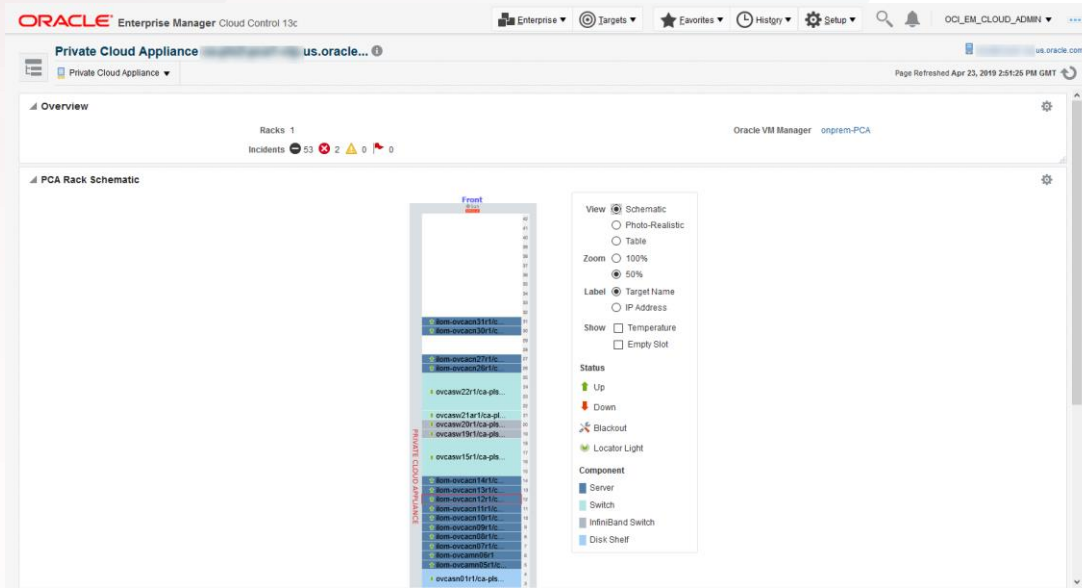 ORACLE Enterprise Manager Cloud Control 13c
Enterprise Targets Favorites History Setup OCI_EM_CLOUD_ADMIN
Private Cloud Appliance us.oracle...
us.oracle.com
Private Cloud Appliance
Page Refreshed Apr 23, 2019 2:51:25 PM GMT
Overview
Racks 1
Oracle VM Manager onprem-PCA
Incidents 53 2 0 0
PCA Rack Schematic
Front
ilom-ovcacn31r1/c...
ilom-ovcacn30r1/c...
ilom-ovcacn27r1/c...
ilom-ovcacn26r1/c...
ovcasw22r1/ca-pls...
ovcasw21ar1/ca-pl...
ovcasw20r1/ca-pls...
ovcasw19r1/ca-pls...
ovcasw15r1/ca-pls...
ilom-ovcacn14r1/c...
ilom-ovcacn13r1/c...
ilom-ovcacn12r1/c...
ilom-ovcacn11r1/c...
ilom-ovcacn10r1/c...
ilom-ovcacn09r1/c...
ilom-ovcacn08r1/c...
ilom-ovcacn07r1/c...
ilom-ovcamn06r1
ilom-ovcamn05r1/c...
ovcasn01r1/ca-pls...
PRIVATE CLOUD APPLIANCE
View Schematic
Photo-Realistic
Table
Zoom 100%
50%
Label Target Name
IP Address
Show Temperature
Empty Slot
Status
Up
Down
Blackout
Locator Light
Component
Server
Switch
InfiniBand Switch
Disk Shelf